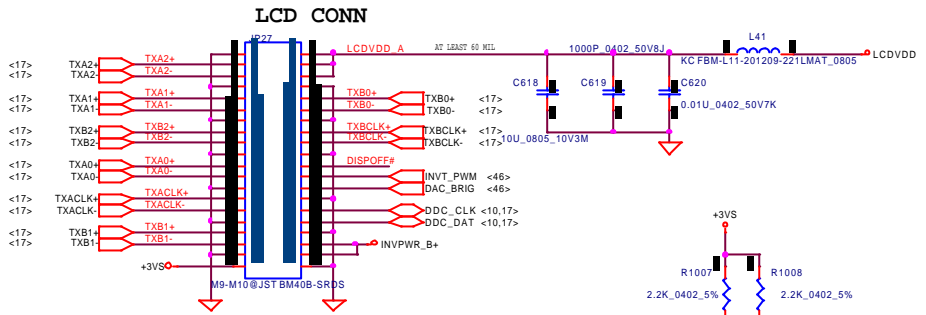 LCD CONN
JP27
LCDVDD_A
AT LEAST 60 MIL
1000P_0402_50V8J
L41
KC FBM-L11-201209-221LMAT_0805
LCDVDD
C618
C619
C620
0.01U_0402_50V7K
10U_0805_10V3M
<17> TXA2+ TXA2+
<17> TXA2- TXA2-
<17> TXA1+ TXA1+
<17> TXA1- TXA1-
<17> TXB2+ TXB2+
<17> TXB2- TXB2-
<17> TXA0+ TXA0+
<17> TXA0- TXA0-
<17> TXACLK+ TXACLK+
<17> TXACLK- TXACLK-
<17> TXB1+ TXB1+
<17> TXB1- TXB1-
+3VS
TXB0+ TXB0+ <17>
TXB0- TXB0- <17>
TXBCLK+ TXBCLK+ <17>
TXBCLK- TXBCLK- <17>
DISPOFF#
INVT_PWM <46>
DAC_BRIG <46>
DDC_CLK <10,17>
DDC_DAT <10,17>
INVPWR_B+
M9-M10@JST BM40B-SRDS
+3VS
R1007
R1008
2.2K_0402_5%
2.2K_0402_5%